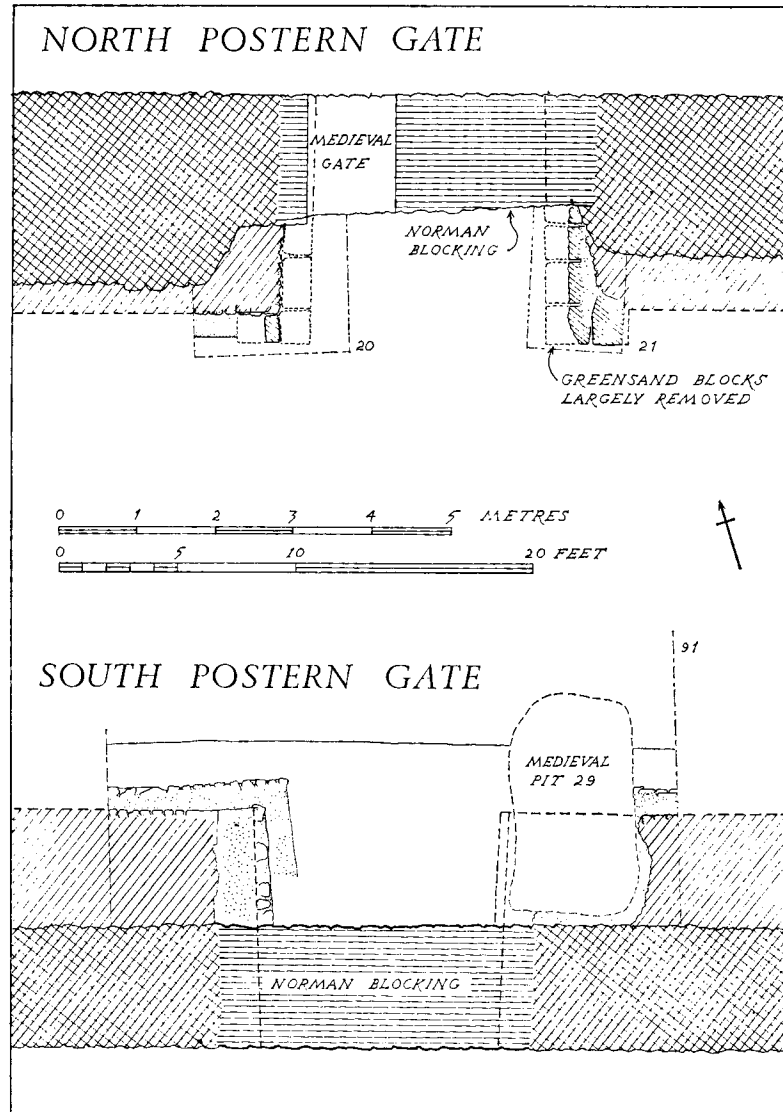 NORTH POSTERN GATE
MEDIEVAL
GATE
NORMAN
BLOCKING
20
21
GREENSAND BLOCKS
LARGELY REMOVED
0 1 2 3 4 5 METRES
0 5 10 20 FEET
91
SOUTH POSTERN GATE
MEDIEVAL
PIT 29
NORMAN BLOCKING